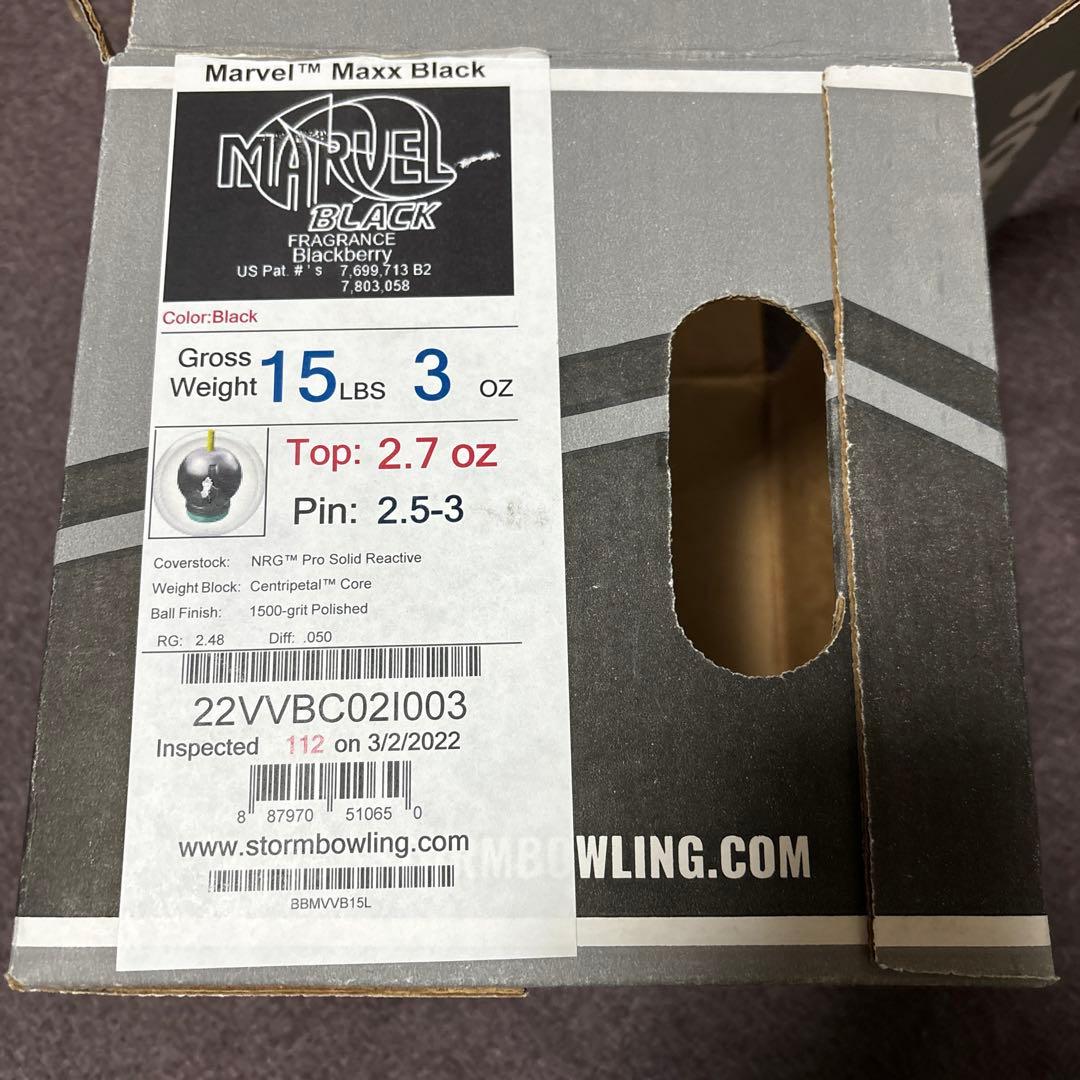 Marvel™ Maxx Black
MARVEL
BLACK
FRAGRANCE
Blackberry
US Pat. #'s 7,699,713 B2
7,803,058
Color:Black
Gross Weight 15 LBS 3 OZ
Top: 2.7 oz
Pin: 2.5-3
Coverstock: NRG™ Pro Solid Reactive
Weight Block: Centripetal™ Core
Ball Finish: 1500-grit Polished
RG: 2.48 Diff: .050
22VVBC02I003
Inspected 112 on 3/2/2022
8 87970 51065 0
www.stormbowling.com
RMBOWLING.COM
BBMVVB15L